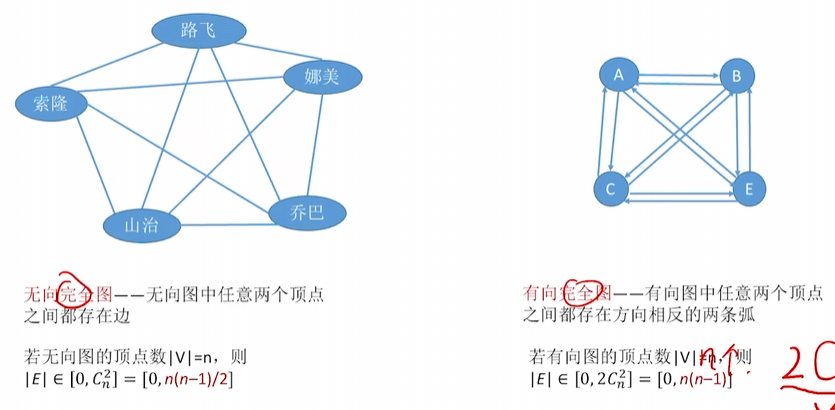 路飞
娜美
索隆
山治
乔巴
A
B
C
E
无向完全图——无向图中任意两个顶点
之间都存在边
若无向图的顶点数|V|=n，则
|E| ∈ [0, C_n^2] = [0, n(n−1)/2]
有向完全图——有向图中任意两个顶点
之间都存在方向相反的两条弧
若有向图的顶点数|V|=n，则
|E| ∈ [0, 2C_n^2] = [0, n(n−1)]
n个.
2C